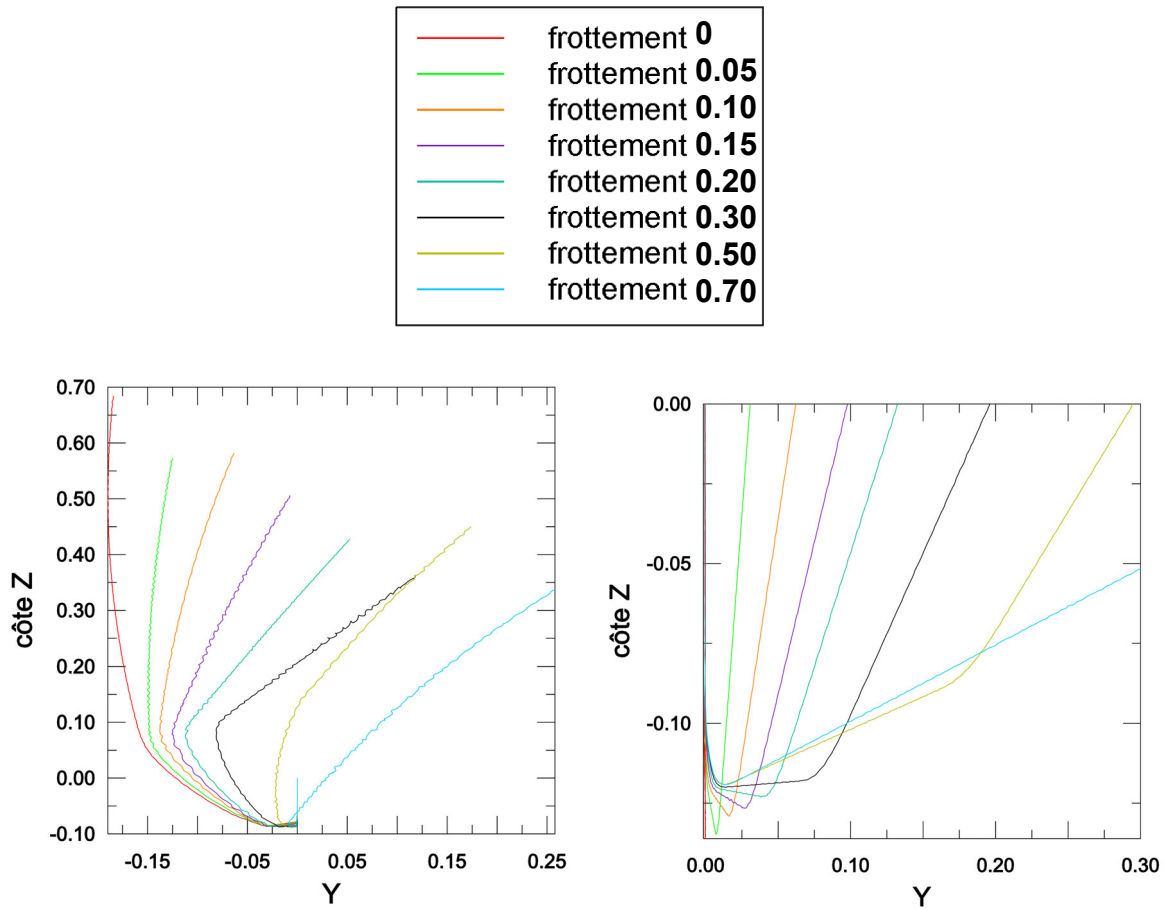 frottement 0
frottement 0.05
frottement 0.10
frottement 0.15
frottement 0.20
frottement 0.30
frottement 0.50
frottement 0.70
0.70
0.60
0.50
0.40
0.30
0.20
0.10
0.00
-0.10
côte Z
-0.15
-0.05
0.05
0.15
0.25
Y
0.00
-0.05
-0.10
côte Z
0.00
0.10
0.20
0.30
Y